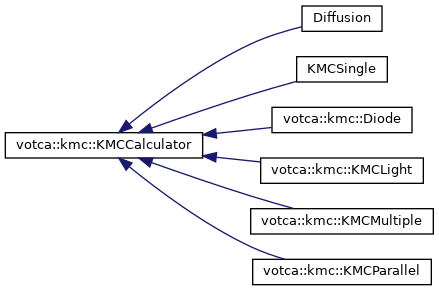 Diffusion
KMCSingle
votca::kmc::Diode
votca::kmc::KMCCalculator
votca::kmc::KMCLight
votca::kmc::KMCMultiple
votca::kmc::KMCParallel